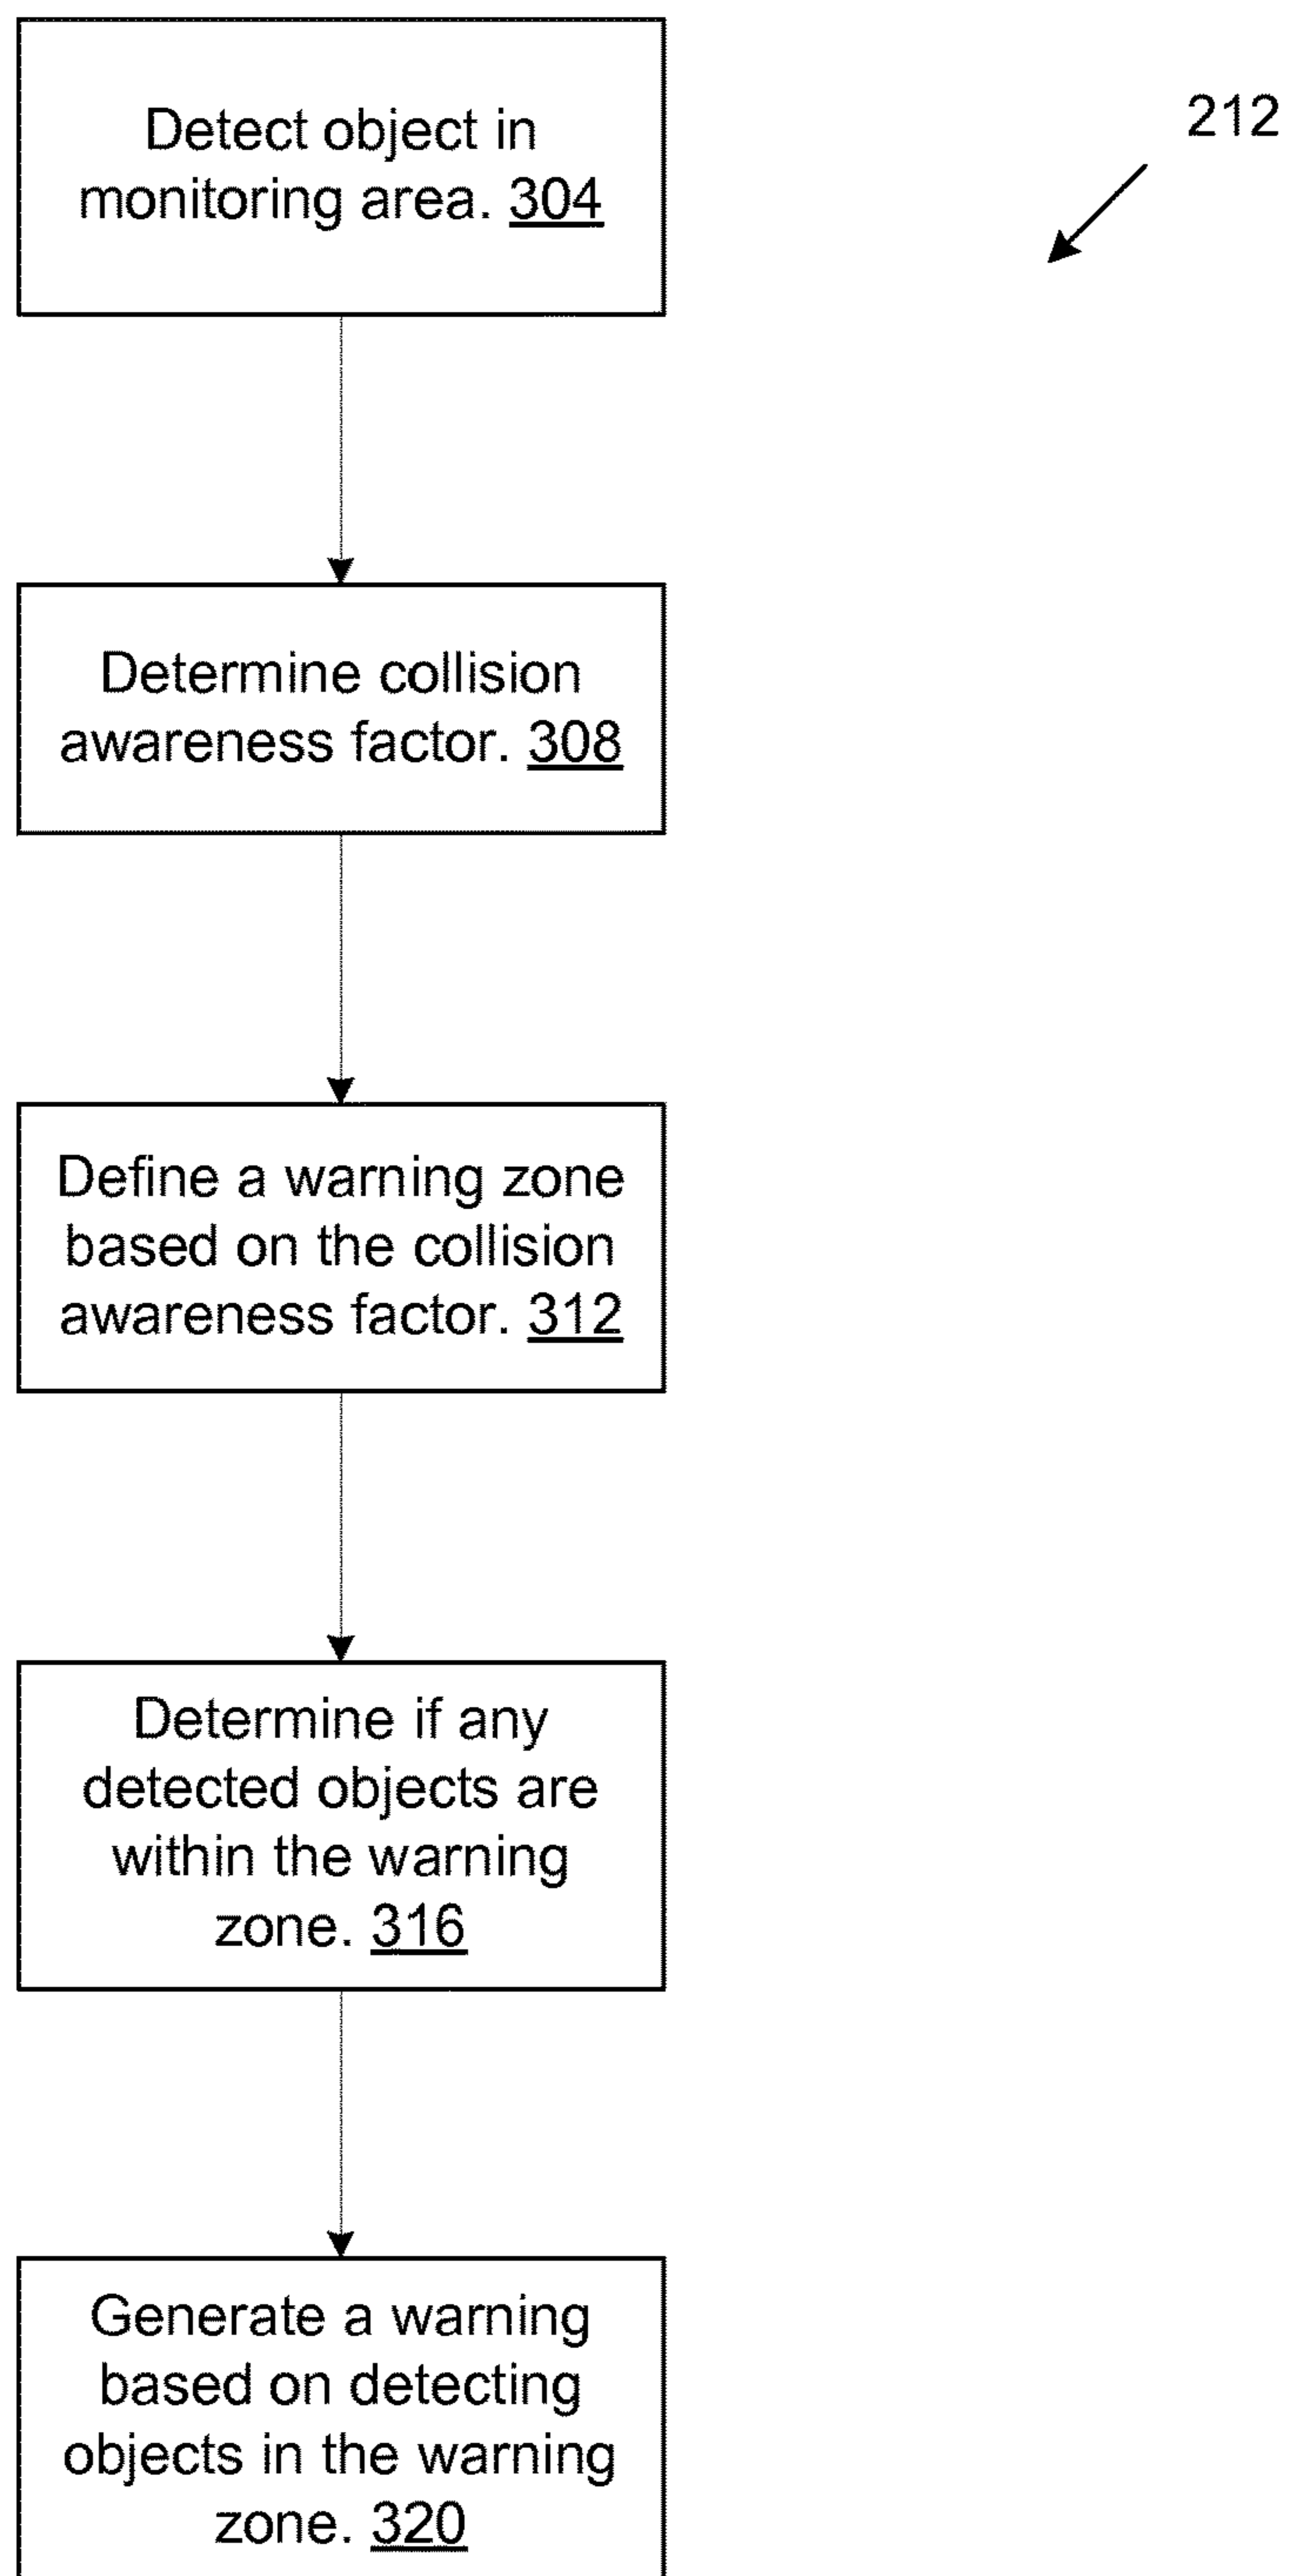 Detect object in
monitoring area. 304
212
Determine collision
awareness factor. 308
Define a warning zone
based on the collision
awareness factor. 312
Determine if any
detected objects are
within the warning
zone. 316
Generate a warning
based on detecting
objects in the warning
zone. 320